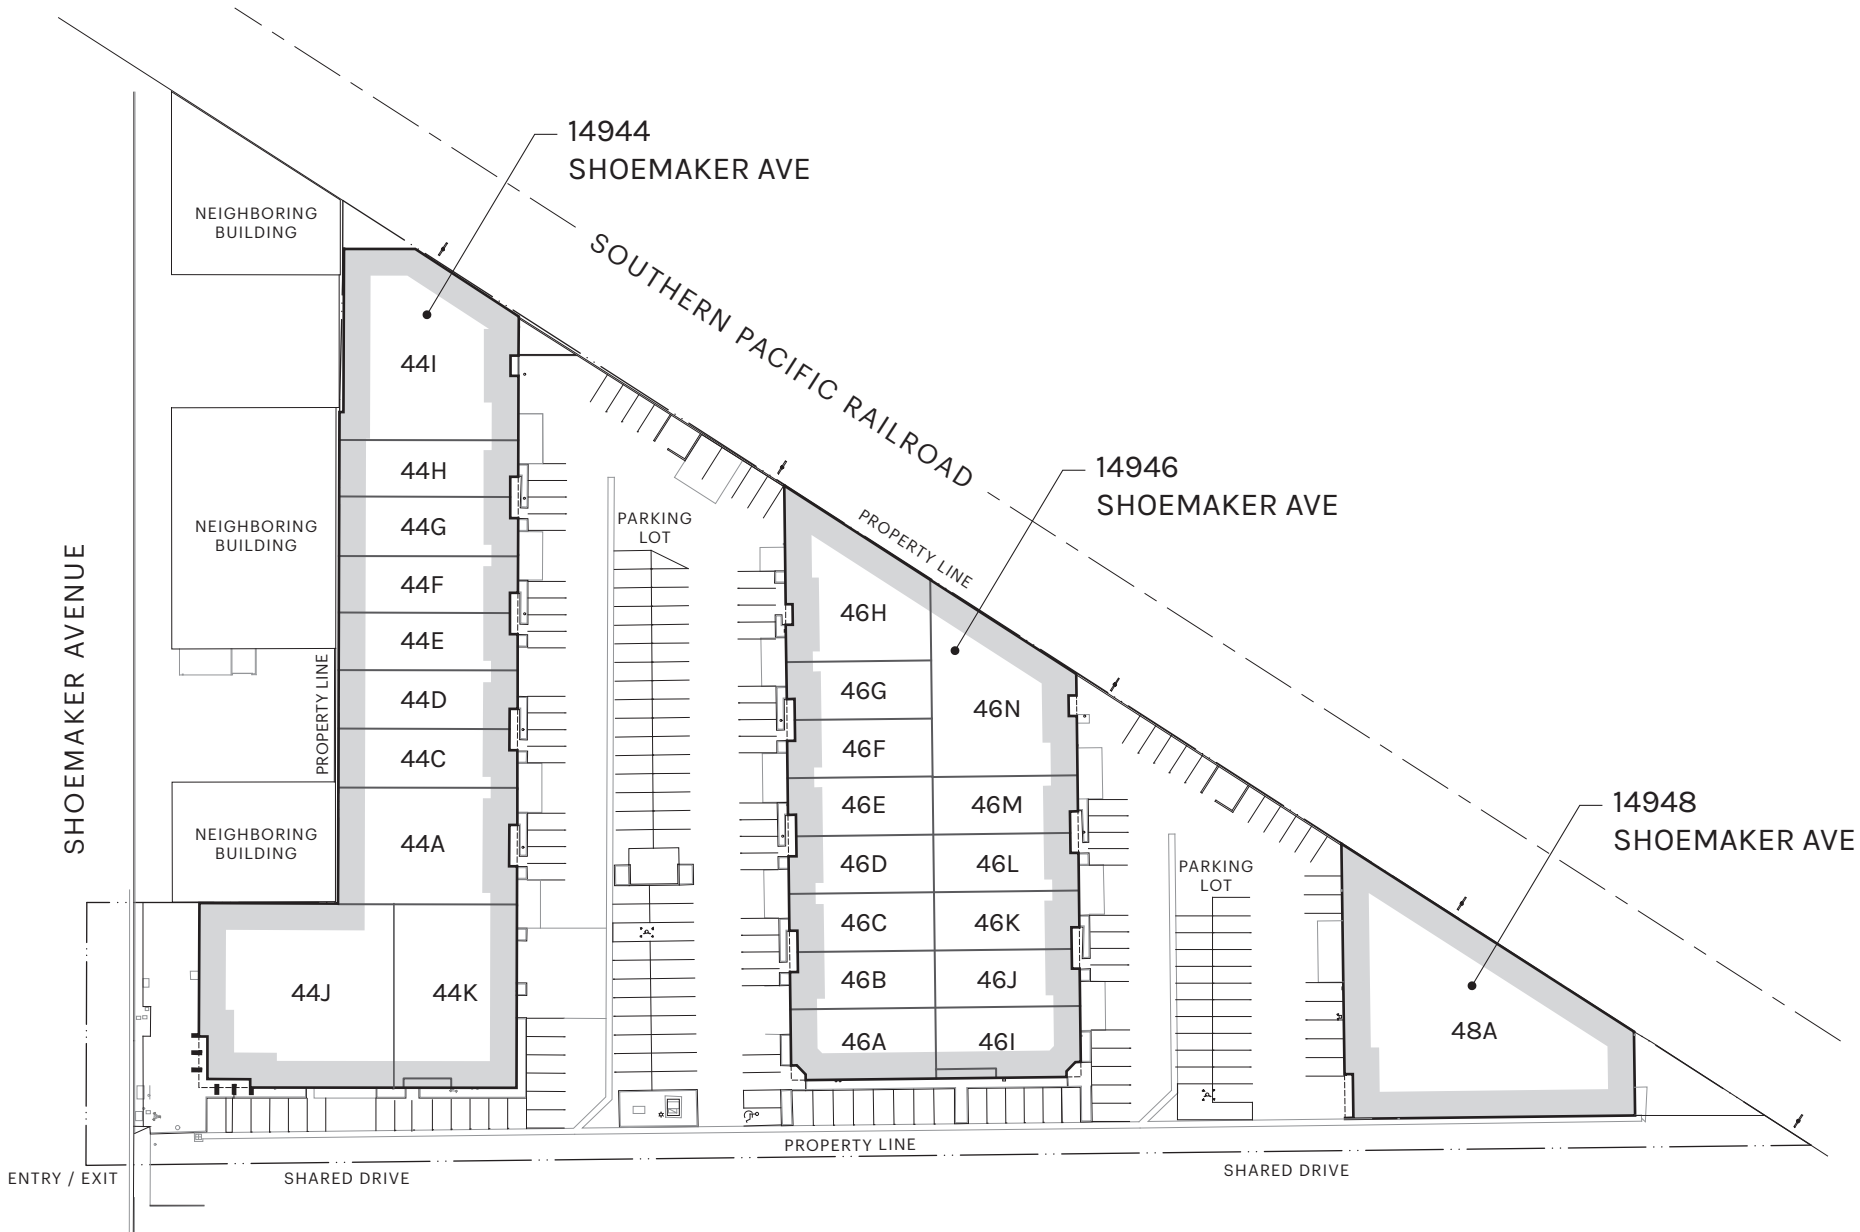 14944
SHOEMAKER AVE
NEIGHBORING
BUILDING
SOUTHERN PACIFIC RAILROAD
44I
44H
44G
44F
44E
44D
44C
44A
44J
44K
NEIGHBORING
BUILDING
PROPERTY LINE
NEIGHBORING
BUILDING
SHOEMAKER AVENUE
PARKING
LOT
14946
SHOEMAKER AVE
PROPERTY LINE
46H
46G
46F
46E
46D
46C
46B
46A
46N
46M
46L
46K
46J
46I
14948
SHOEMAKER AVE
PARKING
LOT
48A
PROPERTY LINE
ENTRY / EXIT
SHARED DRIVE
SHARED DRIVE